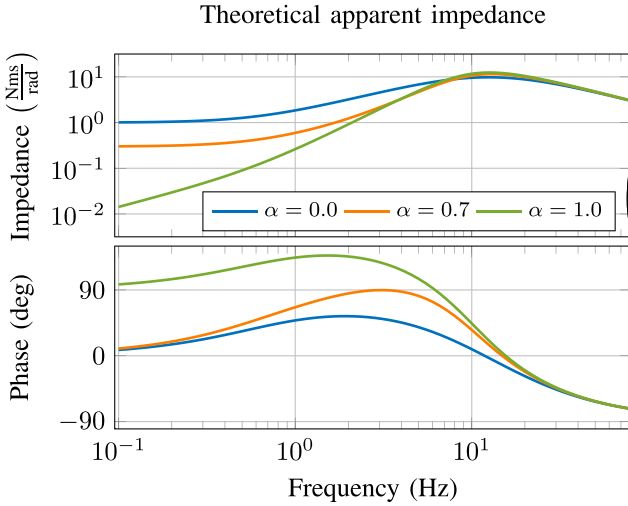 Theoretical apparent impedance
Impedance (Nms/rad)
10^1
10^0
10^−1
10^−2
α = 0.0 α = 0.7 α = 1.0
Phase (deg)
90
0
−90
10^−1 10^0 10^1
Frequency (Hz)